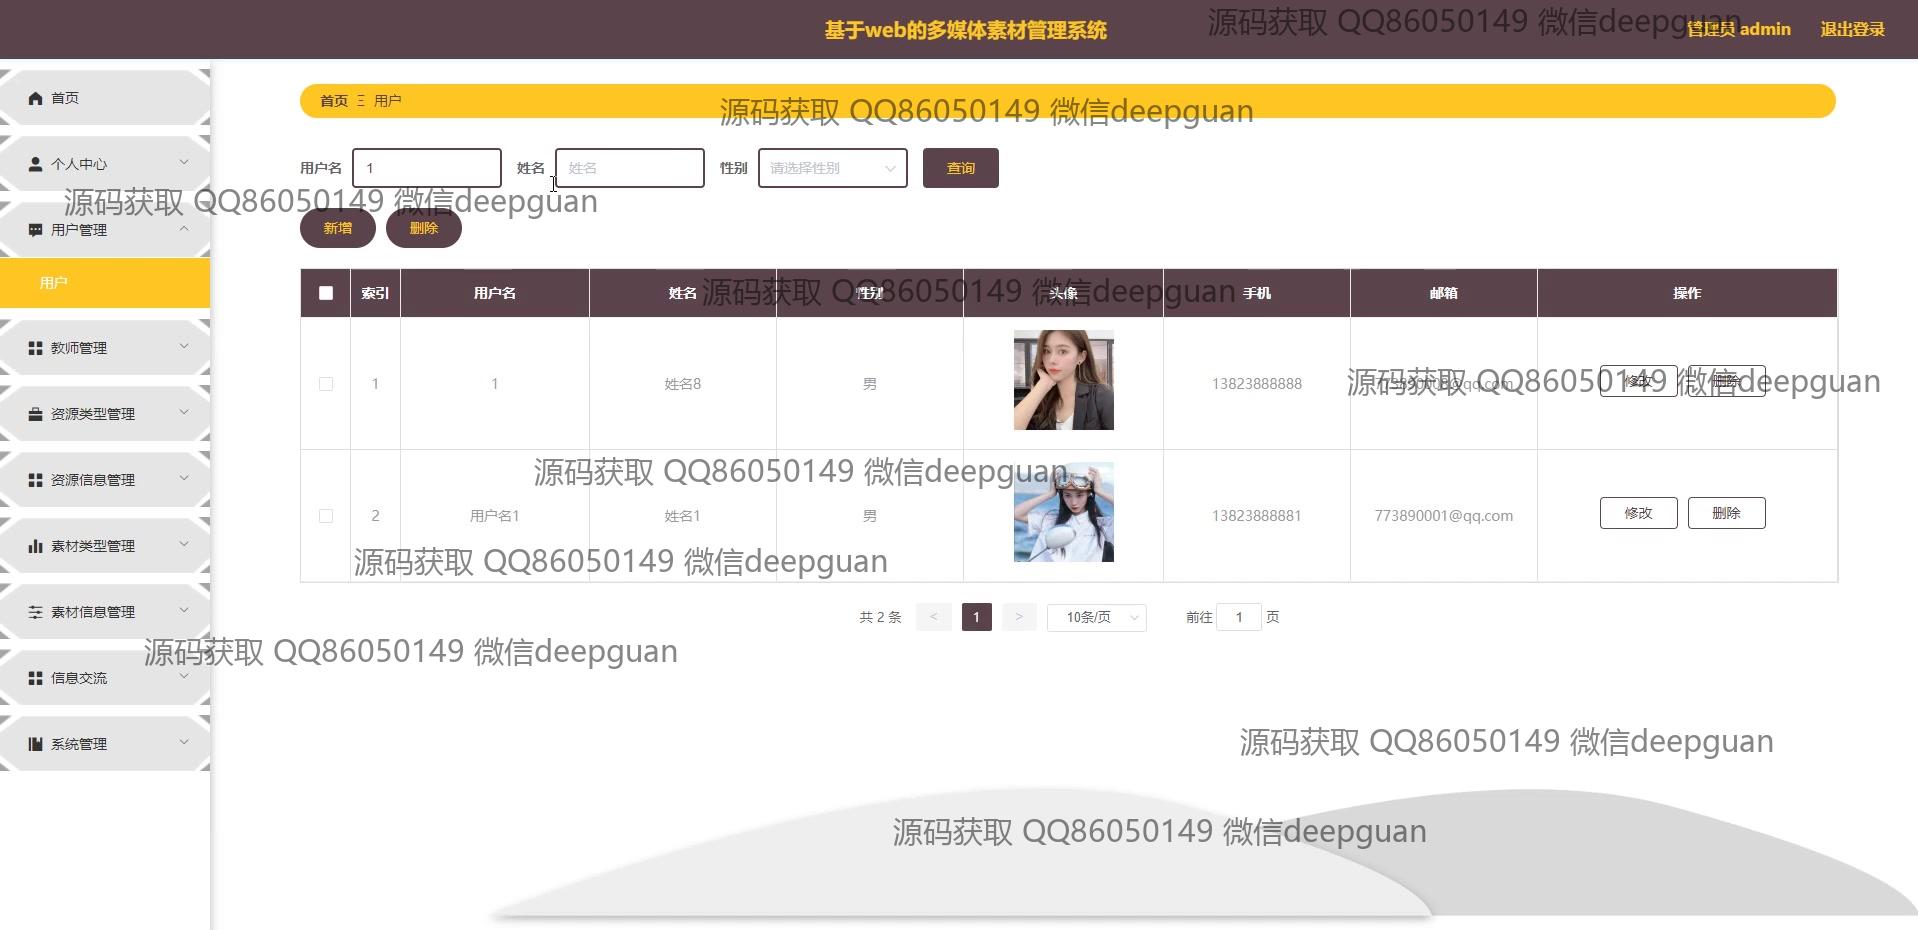 基于web的多媒体素材管理系统
源码获取 QQ86050149 微信deepguan
管理员 admin
退出登录
首页
个人中心
用户管理
用户
教师管理
资源类型管理
资源信息管理
素材类型管理
素材信息管理
信息交流
系统管理
首页 Ξ 用户
源码获取 QQ86050149 微信deepguan
用户名 1 姓名 姓名 性别 请选择性别 查询
源码获取 QQ86050149 微信deepguan
新增 删除
索引 用户名 姓名 性别 头像 手机 邮箱 操作
源码获取 QQ86050149 微信deepguan
1 1 姓名8 男 13823888888 773890008@qq.com 修改 删除
源码获取 QQ86050149 微信deepguan
源码获取 QQ86050149 微信deepguan
2 用户名1 姓名1 男 13823888881 773890001@qq.com 修改 删除
源码获取 QQ86050149 微信deepguan
共 2 条 < 1 > 10条/页 前往 1 页
源码获取 QQ86050149 微信deepguan
源码获取 QQ86050149 微信deepguan
源码获取 QQ86050149 微信deepguan